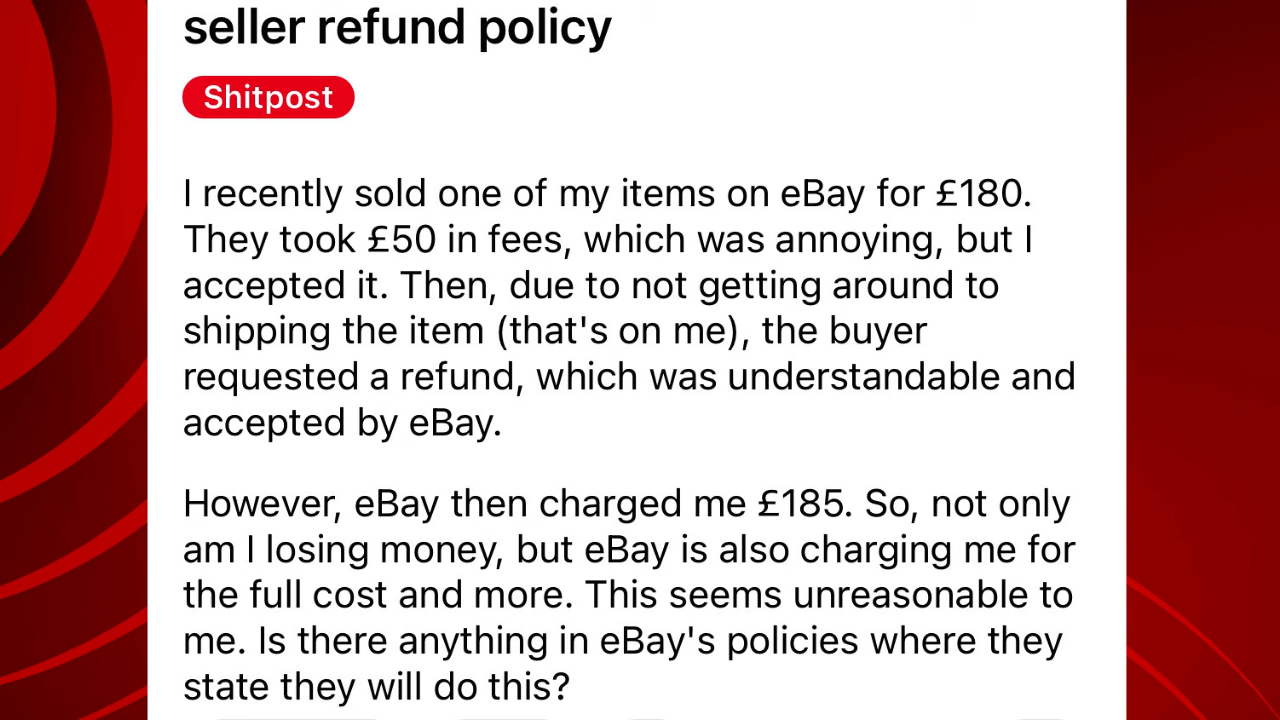 seller refund policy
Shitpost
I recently sold one of my items on eBay for £180.
They took £50 in fees, which was annoying, but I
accepted it. Then, due to not getting around to
shipping the item (that's on me), the buyer
requested a refund, which was understandable and
accepted by eBay.
However, eBay then charged me £185. So, not only
am I losing money, but eBay is also charging me for
the full cost and more. This seems unreasonable to
me. Is there anything in eBay's policies where they
state they will do this?